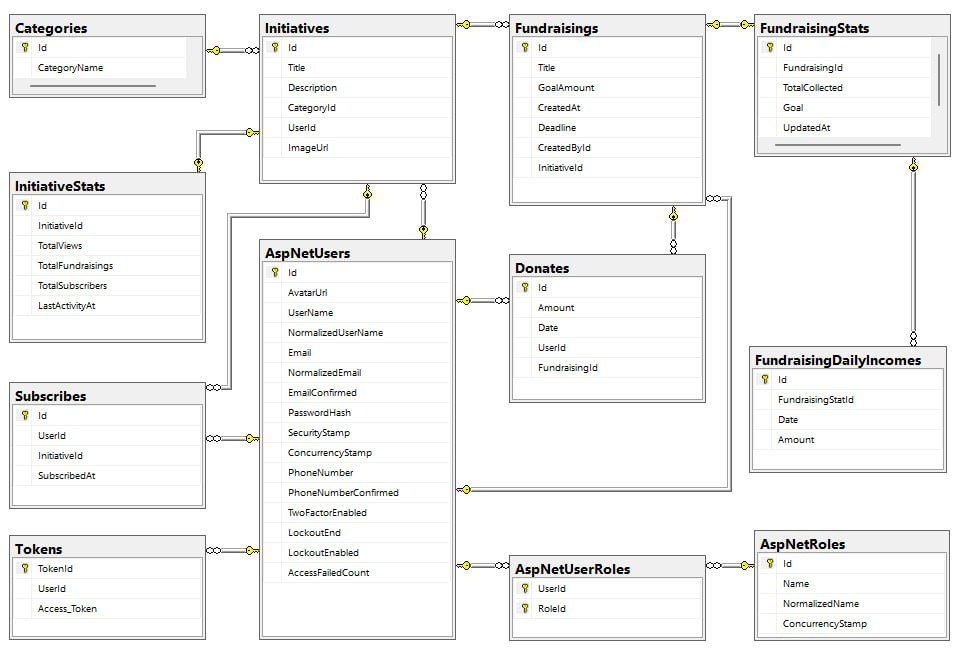 Categories
Id
CategoryName
Initiatives
Id
Title
Description
CategoryId
UserId
ImageUrl
Fundraisings
Id
Title
GoalAmount
CreatedAt
Deadline
CreatedById
InitiativeId
FundraisingStats
Id
FundraisingId
TotalCollected
Goal
UpdatedAt
InitiativeStats
Id
InitiativeId
TotalViews
TotalFundraisings
TotalSubscribers
LastActivityAt
AspNetUsers
Id
AvatarUrl
UserName
NormalizedUserName
Email
NormalizedEmail
EmailConfirmed
PasswordHash
SecurityStamp
ConcurrencyStamp
PhoneNumber
PhoneNumberConfirmed
TwoFactorEnabled
LockoutEnd
LockoutEnabled
AccessFailedCount
Donates
Id
Amount
Date
UserId
FundraisingId
FundraisingDailyIncomes
Id
FundraisingStatId
Date
Amount
Subscribes
Id
UserId
InitiativeId
SubscribedAt
Tokens
TokenId
UserId
Access_Token
AspNetUserRoles
UserId
RoleId
AspNetRoles
Id
Name
NormalizedName
ConcurrencyStamp